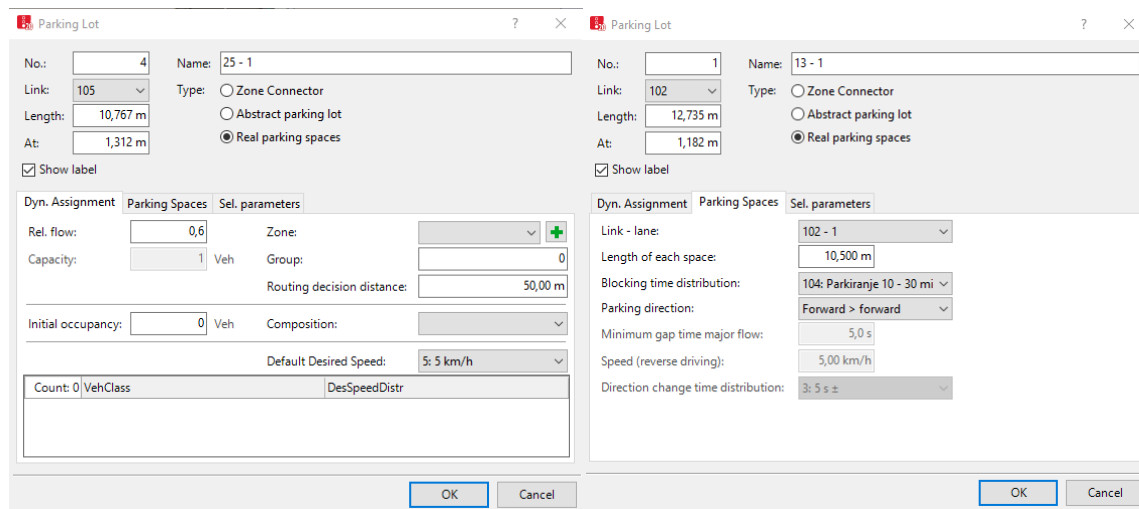 Parking Lot ?
No.: 4 Name: 25 - 1
Link: 105 Type: Zone Connector
Length: 10,767 m Abstract parking lot
At: 1,312 m Real parking spaces
Show label
Dyn. Assignment Parking Spaces Sel. parameters
Rel. flow: 0,6 Zone:
Capacity: 1 Veh Group: 0
Routing decision distance: 50,00 m
Initial occupancy: 0 Veh Composition:
Default Desired Speed: 5: 5 km/h
Count: 0 VehClass DesSpeedDistr
OK Cancel
Parking Lot ?
No.: 1 Name: 13 - 1
Link: 102 Type: Zone Connector
Length: 12,735 m Abstract parking lot
At: 1,182 m Real parking spaces
Show label
Dyn. Assignment Parking Spaces Sel. parameters
Link - lane: 102 - 1
Length of each space: 10,500 m
Blocking time distribution: 104: Parkiranje 10 - 30 mi
Parking direction: Forward > forward
Minimum gap time major flow: 5,0 s
Speed (reverse driving): 5,00 km/h
Direction change time distribution: 3: 5 s ±
OK Cancel